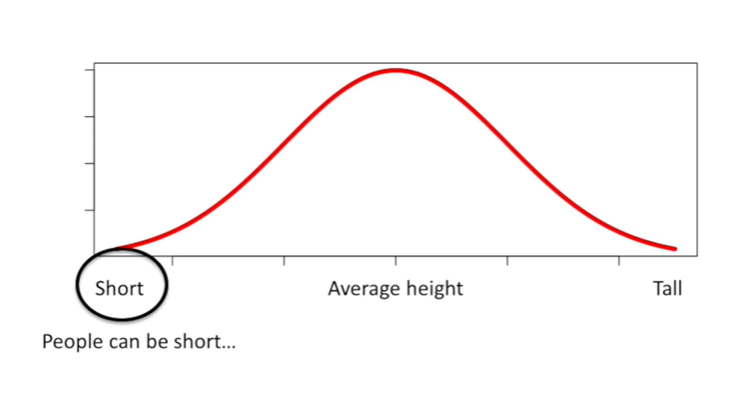 Short
Average height
Tall
People can be short...